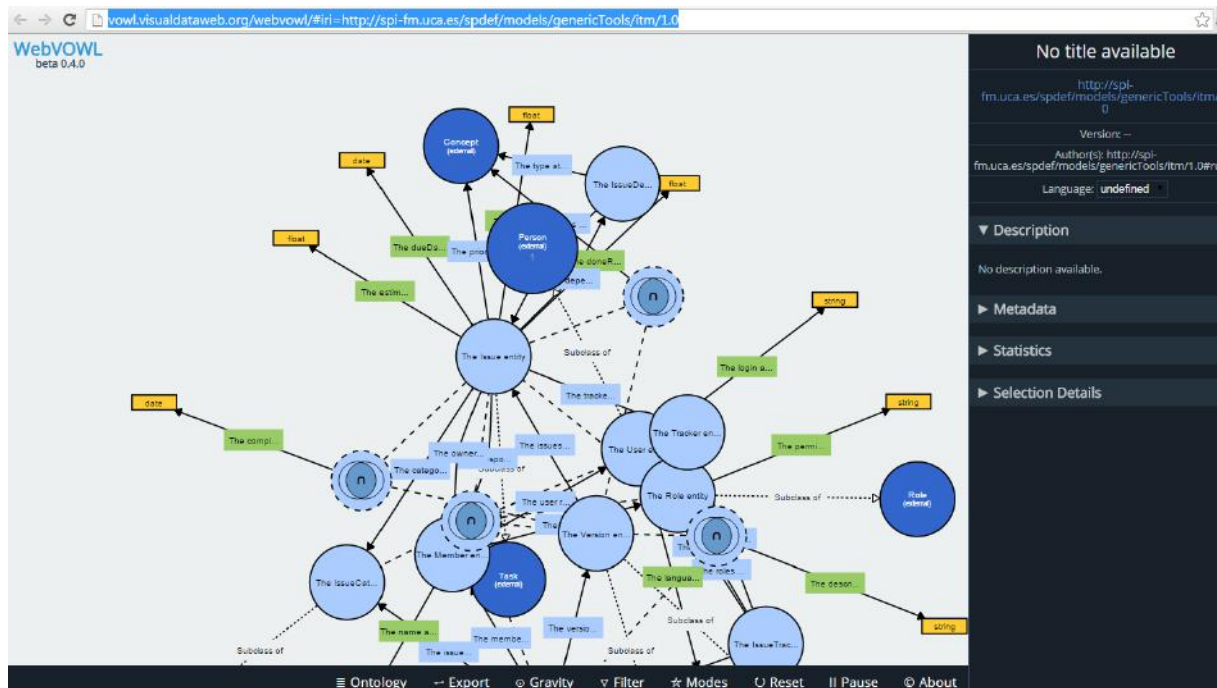 vowl.visualdataweb.org/webvowl/#iri=http://spi-fm.uca.es/spdef/models/genericTools/itm/1.0
WebVOWL
beta 0.4.0
No title available
http://spi-
fm.uca.es/spdef/models/genericTools/itm/
0
Version: --
Author(s): http://spi-
fm.uca.es/spdef/models/genericTools/itm/1.0#n
Language: undefined
▼ Description
No description available.
► Metadata
► Statistics
► Selection Details
float
Concept
(external)
date
The type at...
The IssueDe...
float
Person
(external)
float
The dueDa...
The estim...
e doneR...
string
The Issue entity
Subclass of
The login a...
date
The tracke...
string
The compl...
The Tracker en...
The User e
The permi...
The owner...
The issues...
The catego...
Subclass of
The user r...
The Role entity
Subclass of
Role
(external)
The Version en...
The Member en...
The IssueCat...
Task
(external)
The langua...
The roles...
The descri...
string
The name a...
The membe...
The versio...
Subclass of
The IssueTrac...
Subclass of
The issue...
Subclass of
Ontology
Export
Gravity
Filter
Modes
Reset
Pause
© About